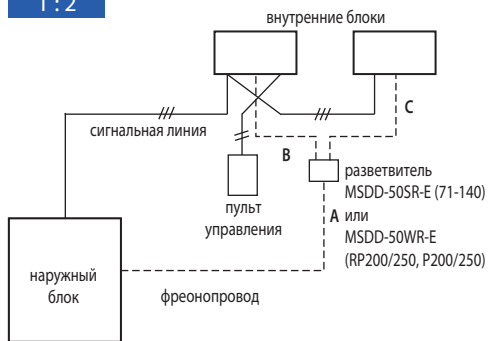 1 : 2
внутренние блоки
сигнальная линия
C
B
разветвитель
MSDD-50SR-E (71-140)
A или
MSDD-50WR-E
(RP200/250, P200/250)
пульт
управления
наружный
блок
фреонопровод